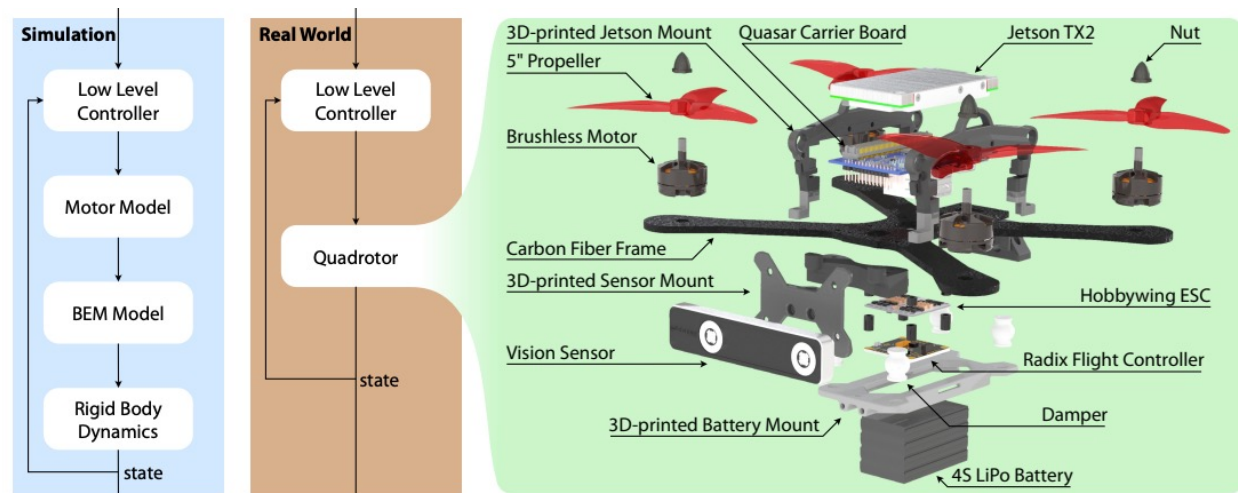 Simulation
Low Level
Controller
Motor Model
BEM Model
Rigid Body
Dynamics
state
Real World
Low Level
Controller
Quadrotor
state
3D-printed Jetson Mount
Quasar Carrier Board
Jetson TX2
Nut
5" Propeller
Brushless Motor
Carbon Fiber Frame
3D-printed Sensor Mount
Hobbywing ESC
Vision Sensor
Radix Flight Controller
3D-printed Battery Mount
Damper
4S LiPo Battery